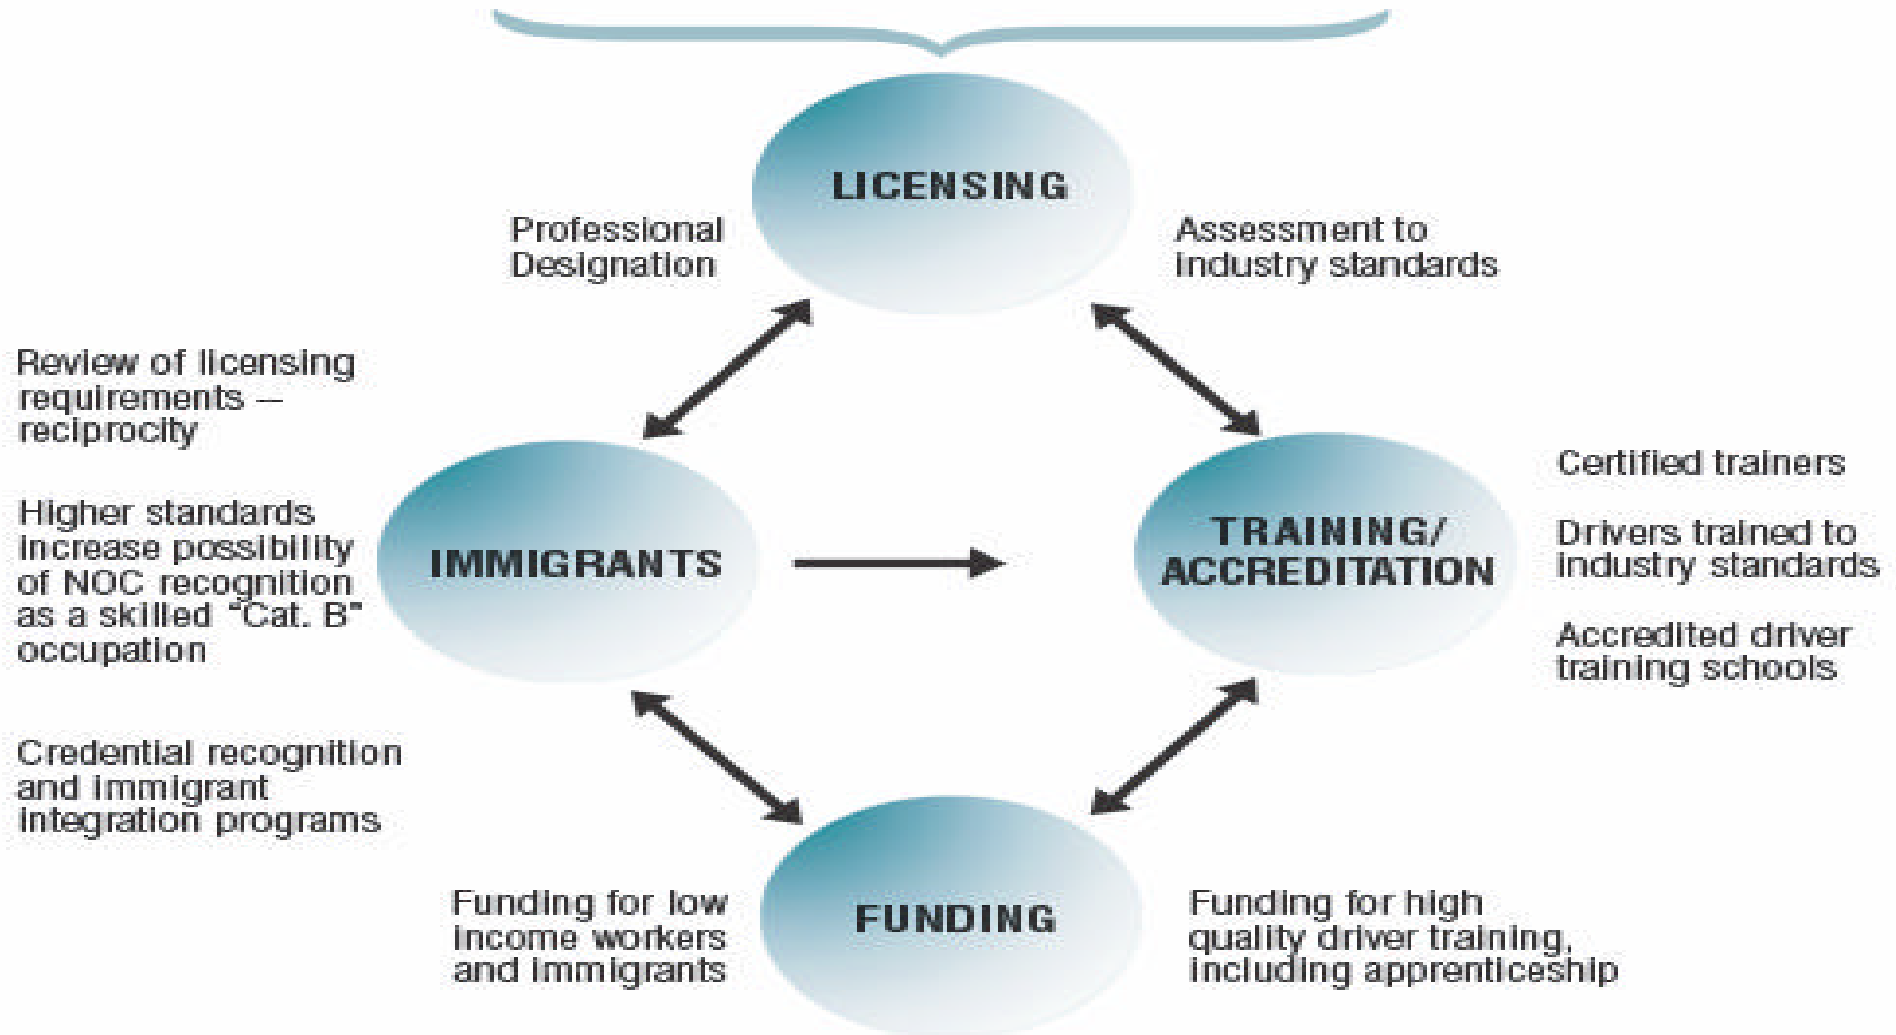 LICENSING
Professional
Designation
Assessment to
industry standards
Review of licensing
requirements —
reciprocity
Higher standards
increase possibility
of NOC recognition
as a skilled “Cat. B”
occupation
Credential recognition
and immigrant
integration programs
IMMIGRANTS
TRAINING/
ACCREDITATION
Certified trainers
Drivers trained to
industry standards
Accredited driver
training schools
Funding for low
income workers
and immigrants
FUNDING
Funding for high
quality driver training,
including apprenticeship